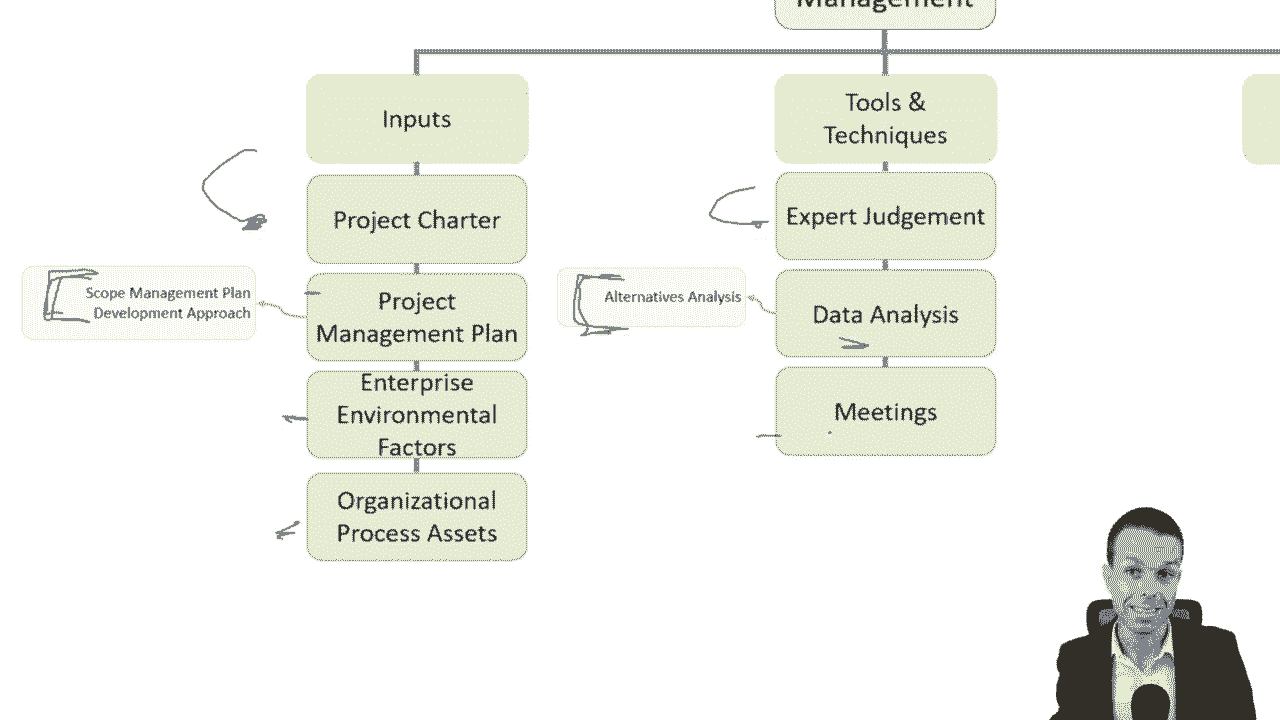 Management
Inputs
Project Charter
Project
Management Plan
Scope Management Plan
Development Approach
Enterprise
Environmental
Factors
Organizational
Process Assets
Tools &
Techniques
Expert Judgement
Data Analysis
Alternatives Analysis
Meetings